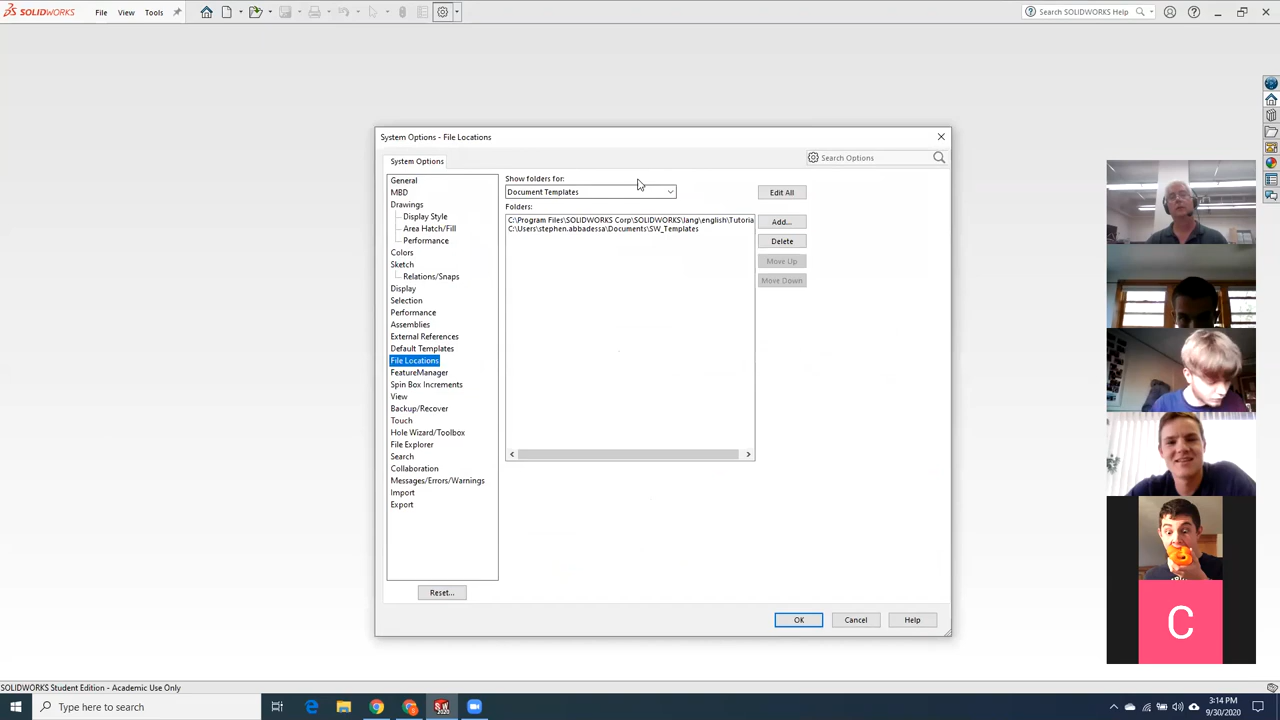 SOLIDWORKS File View Tools Search SOLIDWORKS Help
System Options - File Locations
System Options
Search Options
General
MBD
Drawings
Display Style
Area Hatch/Fill
Performance
Colors
Sketch
Relations/Snaps
Display
Selection
Performance
Assemblies
External References
Default Templates
File Locations
FeatureManager
Spin Box Increments
View
Backup/Recover
Touch
Hole Wizard/Toolbox
File Explorer
Search
Collaboration
Messages/Errors/Warnings
Import
Export
Reset...
Show folders for:
Document Templates
Folders:
C:\Program Files\SOLIDWORKS Corp\SOLIDWORKS\lang\english\Tutoria
C:\Users\stephen.abbadessa\Documents\SW_Templates
Edit All
Add...
Delete
Move Up
Move Down
OK Cancel Help
C
SOLIDWORKS Student Edition - Academic Use Only
Type here to search
SW
2020
3:14 PM
9/30/2020